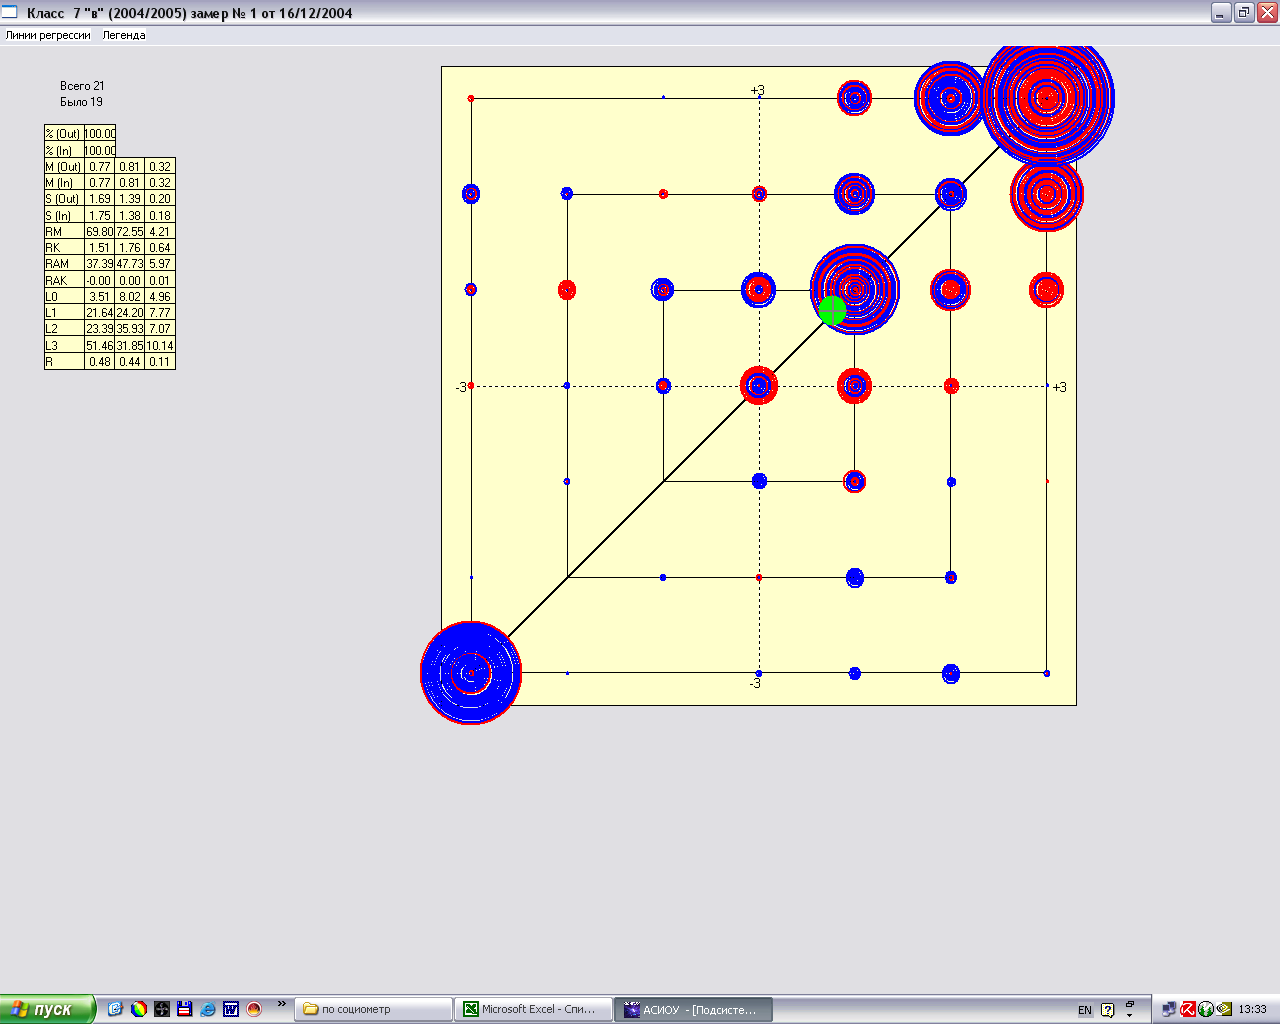 Класс 7 "в" (2004/2005) замер № 1 от 16/12/2004
Линии регрессии Легенда
Всего 21
Было 19
% (Out) 100.00
% (In) 100.00
M (Out) 0.77 0.81 0.32
M (In) 0.77 0.81 0.32
S (Out) 1.69 1.39 0.20
S (In) 1.75 1.38 0.18
RM 69.80 72.55 4.21
RK 1.51 1.76 0.64
RAM 37.39 47.73 5.97
RAK -0.00 0.00 0.01
L0 3.51 8.02 4.96
L1 21.64 24.20 7.77
L2 23.39 35.93 7.07
L3 51.46 31.85 10.14
R 0.48 0.44 0.11
+3
-3 +3
-3
пуск » по социометр Microsoft Excel - Спи... АСИОУ - [Подсисте... EN 13:33